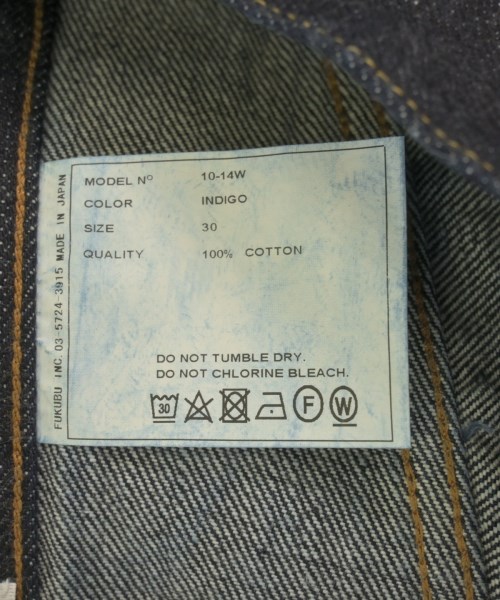 MODEL Nº 10-14W
COLOR INDIGO
SIZE 30
QUALITY 100% COTTON
DO NOT TUMBLE DRY.
DO NOT CHLORINE BLEACH.
30 F W
FUKUBU INC. 03-5724-3915 MADE IN JAPAN